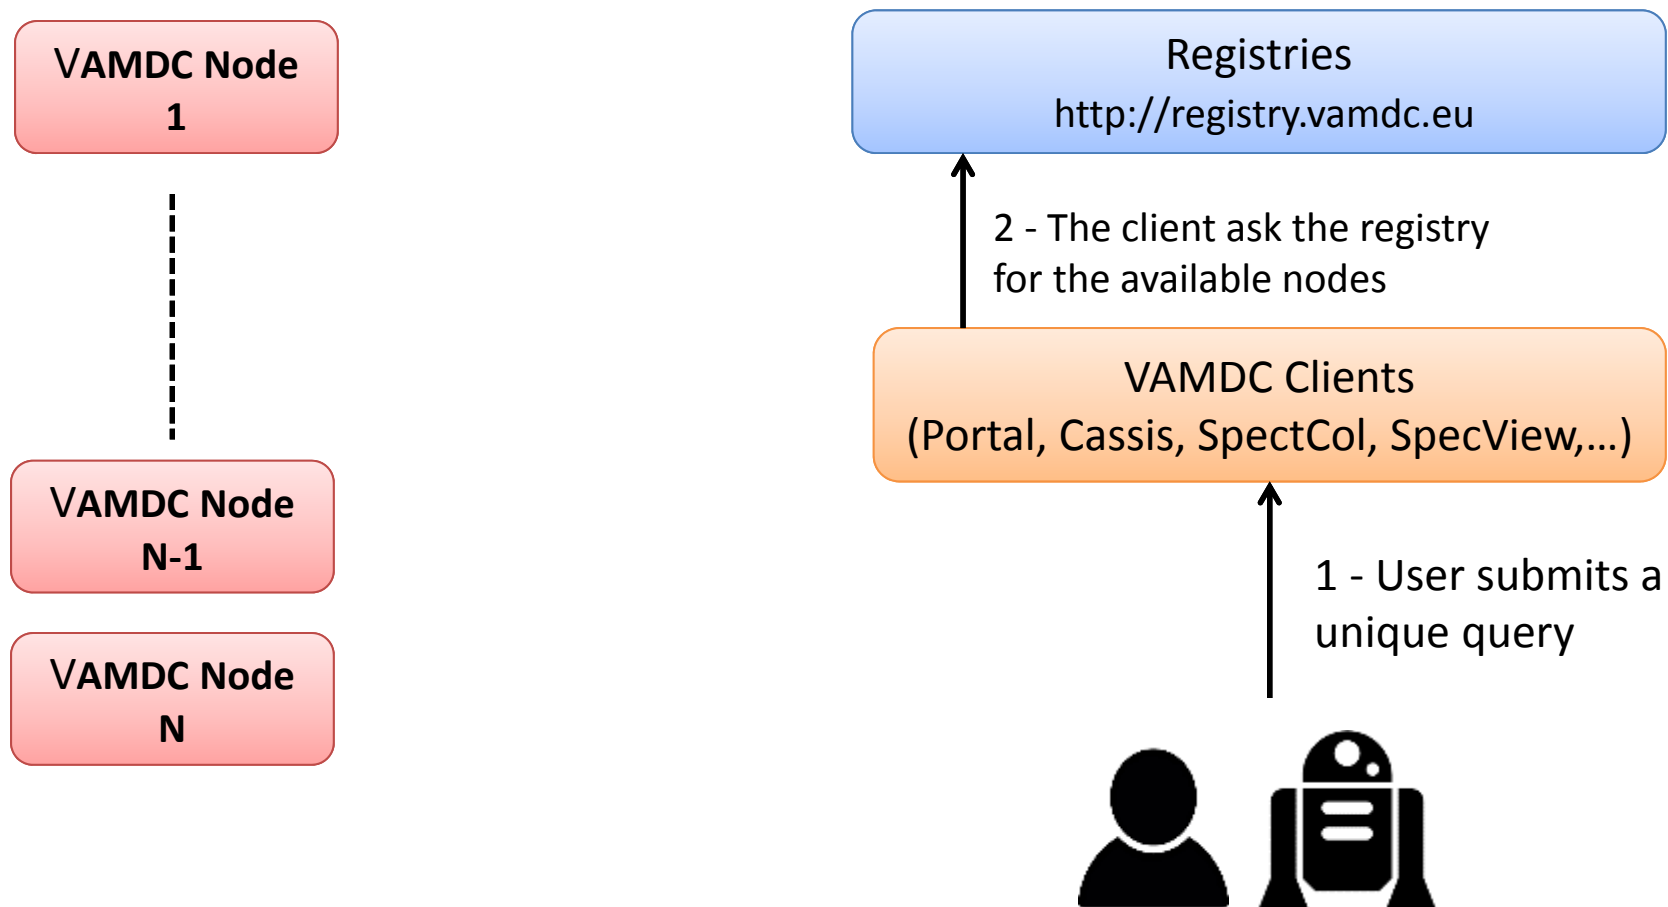 VAMDC Node
1
VAMDC Node
N-1
VAMDC Node
N
Registries
http://registry.vamdc.eu
2 - The client ask the registry
for the available nodes
VAMDC Clients
(Portal, Cassis, SpectCol, SpecView,...)
1 - User submits a
unique query